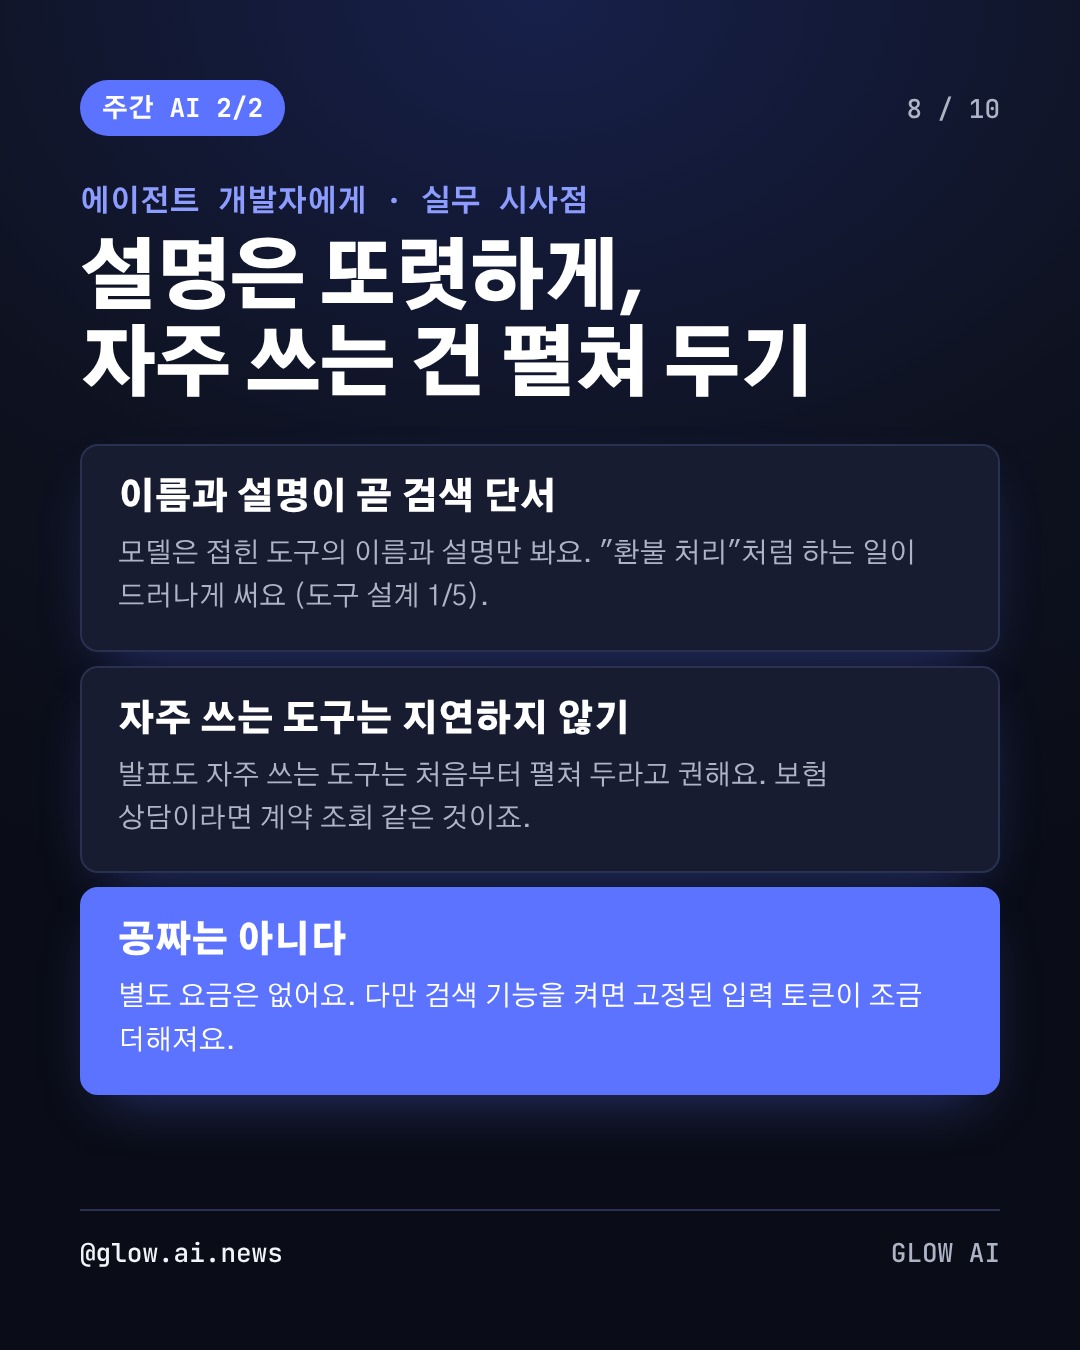 주간 AI 2/2
8 / 10
에이전트 개발자에게 · 실무 시사점
설명은 또렷하게,
자주 쓰는 건 펼쳐 두기
이름과 설명이 곧 검색 단서
모델은 접힌 도구의 이름과 설명만 봐요. ”환불 처리”처럼 하는 일이
드러나게 써요 (도구 설계 1/5).
자주 쓰는 도구는 지연하지 않기
발표도 자주 쓰는 도구는 처음부터 펼쳐 두라고 권해요. 보험
상담이라면 계약 조회 같은 것이죠.
공짜는 아니다
별도 요금은 없어요. 다만 검색 기능을 켜면 고정된 입력 토큰이 조금
더해져요.
@glow.ai.news
GLOW AI